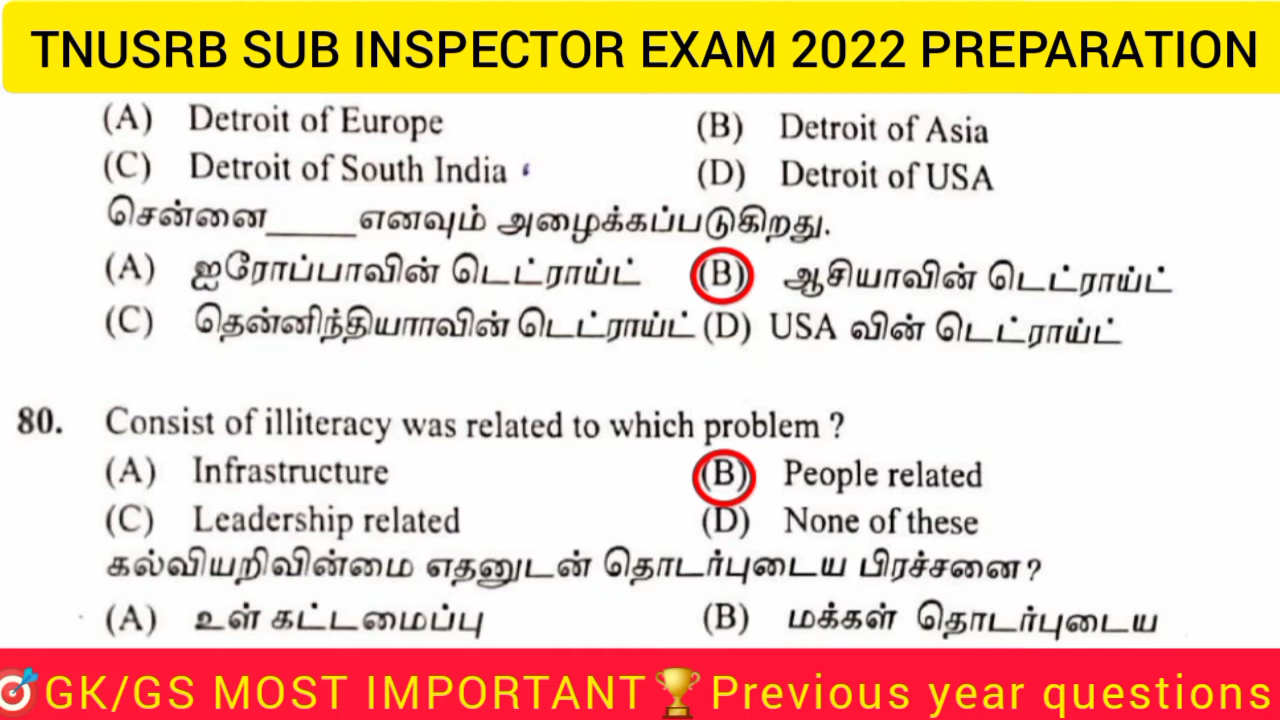 TNUSRB SUB INSPECTOR EXAM 2022 PREPARATION
(A) Detroit of Europe (B) Detroit of Asia
(C) Detroit of South India (D) Detroit of USA
சென்னை_____எனவும் அழைக்கப்படுகிறது.
(A) ஐரோப்பாவின் டெட்ராய்ட் (B) ஆசியாவின் டெட்ராய்ட்
(C) தென்னிந்தியாாவின் டெட்ராய்ட் (D) USA வின் டெட்ராய்ட்
80. Consist of illiteracy was related to which problem ?
(A) Infrastructure (B) People related
(C) Leadership related (D) None of these
கல்வியறிவின்மை எதனுடன் தொடர்புடைய பிரச்சனை?
(A) உள் கட்டமைப்பு (B) மக்கள் தொடர்புடைய
🎯GK/GS MOST IMPORTANT🏆Previous year questions